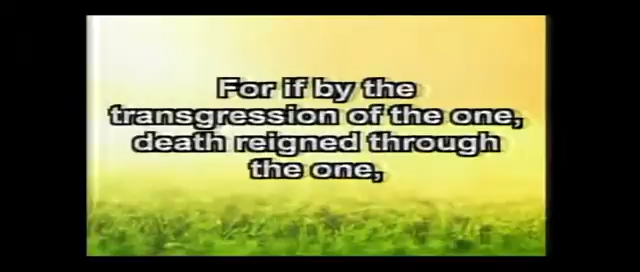 For if by the
transgression of the one,
death reigned through
the one,